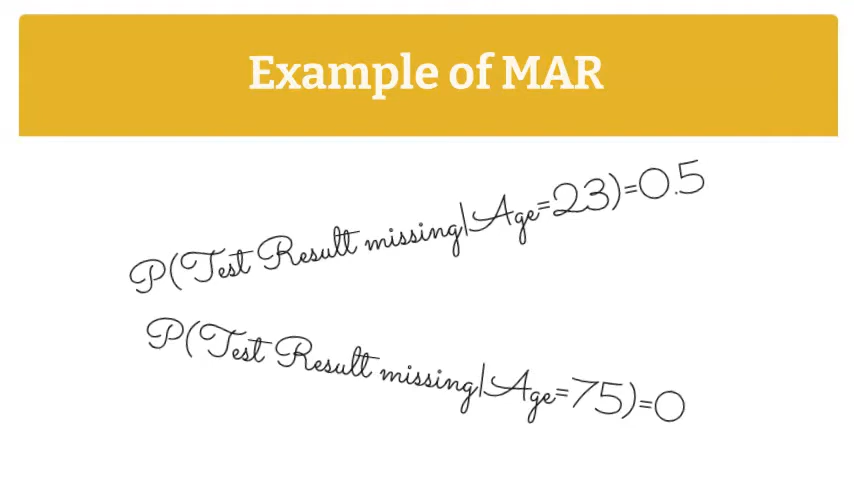 Example of MAR
P(Test Result missing|Age=23)=0.5
P(Test Result missing|Age=75)=0